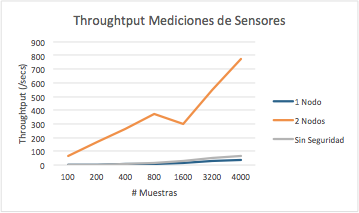 Throughtput Mediciones de Sensores
Throughtput (/secs)
900
800
700
600
500
400
300
200
100
0
100 200 400 800 1600 3200 4000
# Muestras
1 Nodo
2 Nodos
Sin Seguridad